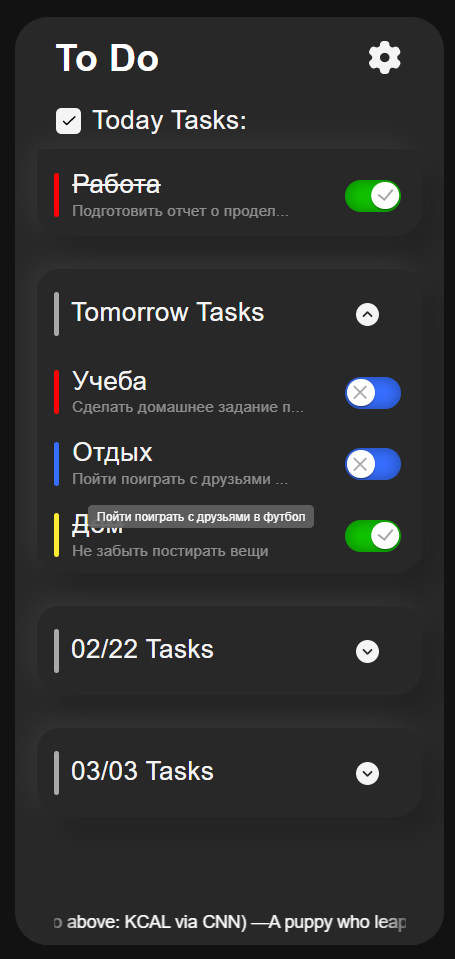 To Do
Today Tasks:
Работа
Подготовить отчет о продел...
Tomorrow Tasks
Учеба
Сделать домашнее задание п...
Отдых
Пойти поиграть с друзьями ...
Пойти поиграть с друзьями в футбол
Дом
Не забыть постирать вещи
02/22 Tasks
03/03 Tasks
o above: KCAL via CNN) —A puppy who leap